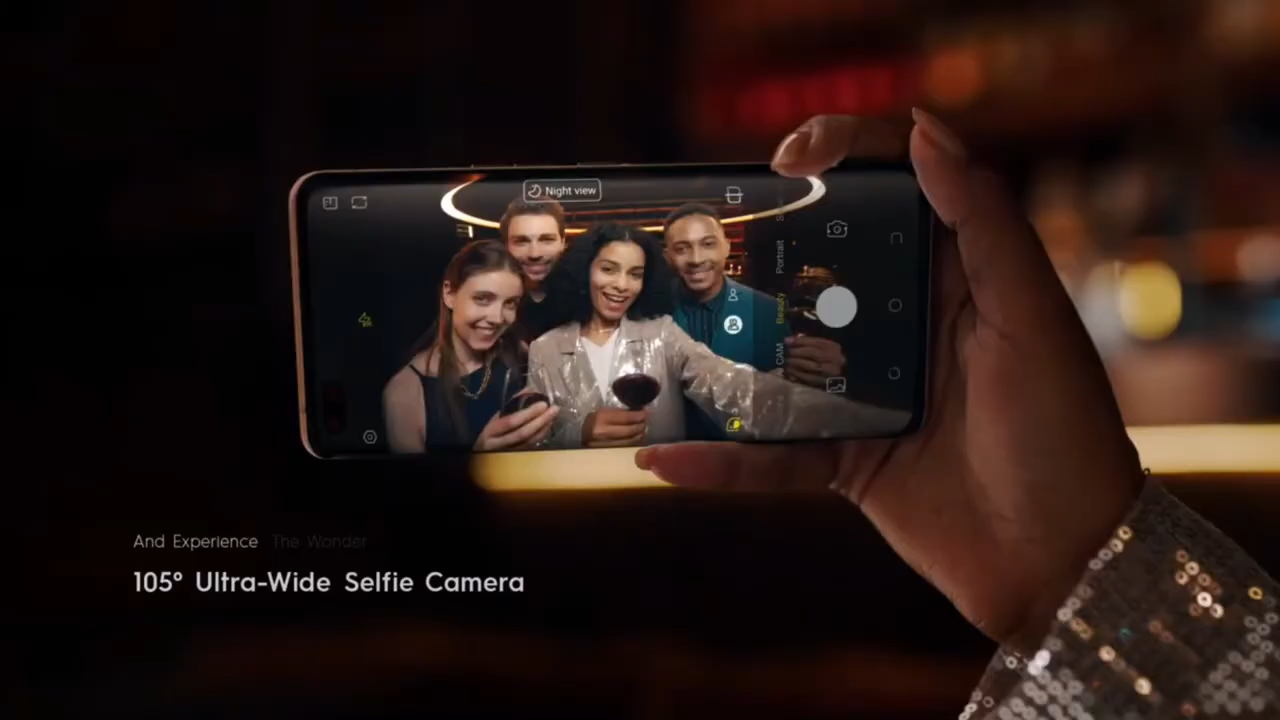 Night view
Portrait
Beauty
CAM
And Experience The Wonder
105° Ultra-Wide Selfie Camera